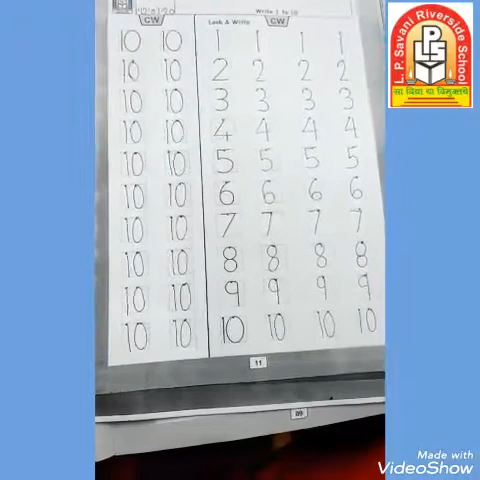 Write 1 to 10
CW Look & Write CW
10 10 1 1 1 1
10 10 2 2 2 2
10 10 3 3 3 3
10 10 4 4 4 4
10 10 5 5 5 5
10 10 6 6 6 6
10 10 7 7 7 7
10 10 8 8 8 8
10 10 9 9 9 9
10 10 10 10 10 10
11
L. P. Savani Riverside School
LPS
सा विद्या या विमुक्तये
Made with
VideoShow